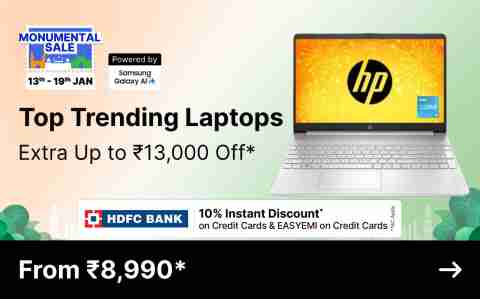 MONUMENTAL
SALE
13th - 19th JAN
Powered by
Samsung
Galaxy AI
Top Trending Laptops
Extra Up to ₹13,000 Off*
hp
HDFC BANK
10% Instant Discount*
on Credit Cards & EASYEMI on Credit Cards
*T&C Apply
From ₹8,990*